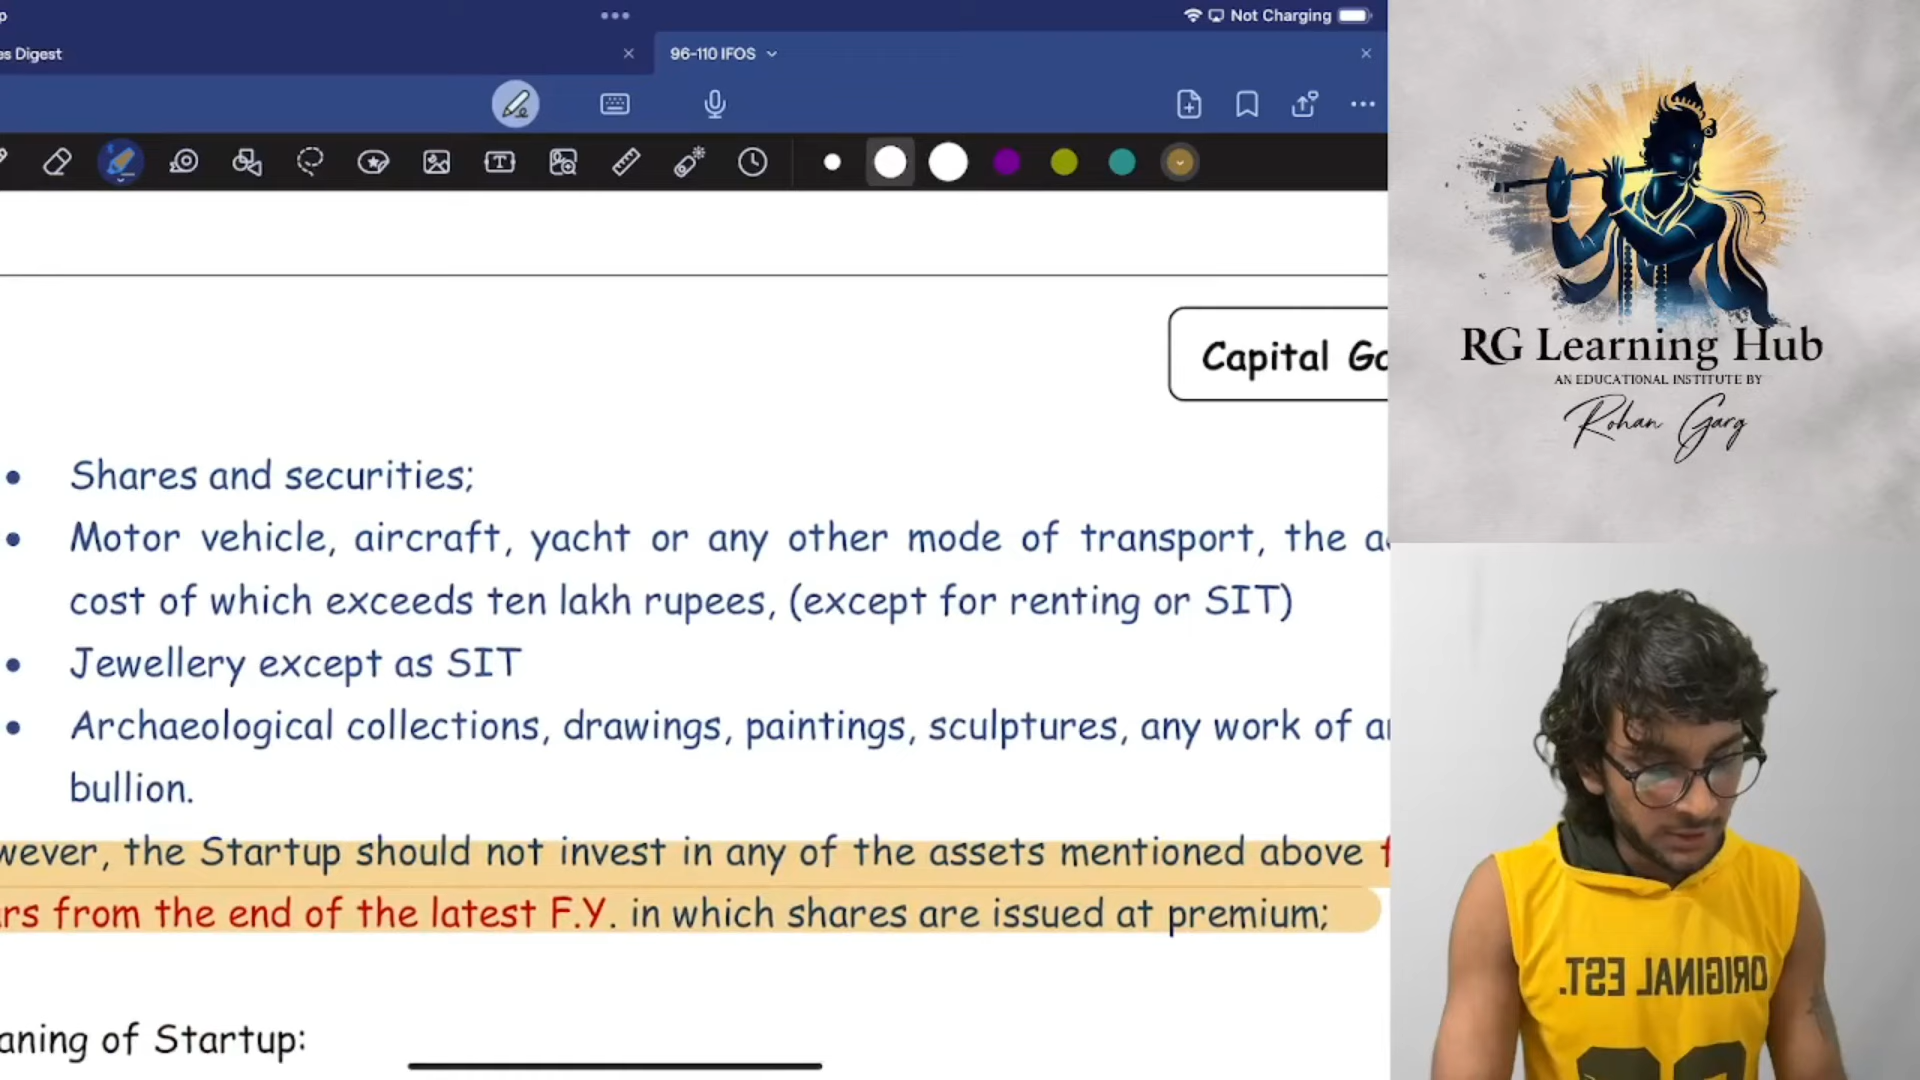 Not Charging
es Digest
96-110 IFOS
Capital
Shares and securities;
Motor vehicle, aircraft, yacht or any other mode of transport, the
cost of which exceeds ten lakh rupees, (except for renting or SIT)
Jewellery except as SIT
Archaeological collections, drawings, paintings, sculptures, any work of
bullion.
wever, the Startup should not invest in any of the assets mentioned above
rs from the end of the latest F.Y. in which shares are issued at premium;
aning of Startup:
RG Learning Hub
AN EDUCATIONAL INSTITUTE BY
Rohan Garg
ORIGINAL EST.